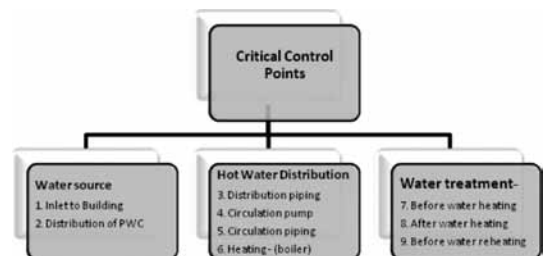 Critical Control
Points
Water source
1. Inlet to Building
2. Distribution of PWC
Hot Water Distribution
3. Distribution piping
4. Circulation pump
5. Circulation piping
6. Heating- (boiler)
Water treatment-
7. Before water heating
8. After water heating
9. Before water reheating